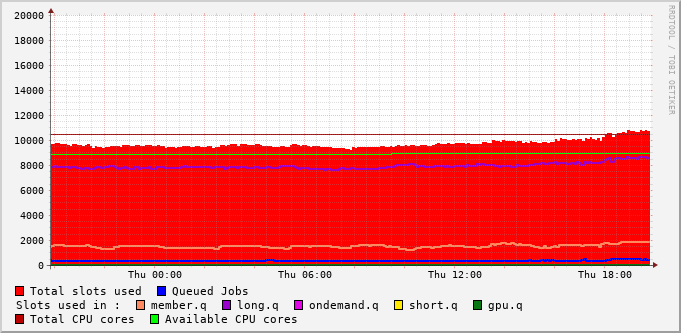 20000
18000
16000
14000
12000
10000
8000
6000
4000
2000
0
Thu 00:00 Thu 06:00 Thu 12:00 Thu 18:00
RRDTOOL / TOBI OETIKER
Total slots used Queued Jobs
Slots used in : member.q long.q ondemand.q short.q gpu.q
Total CPU cores Available CPU cores